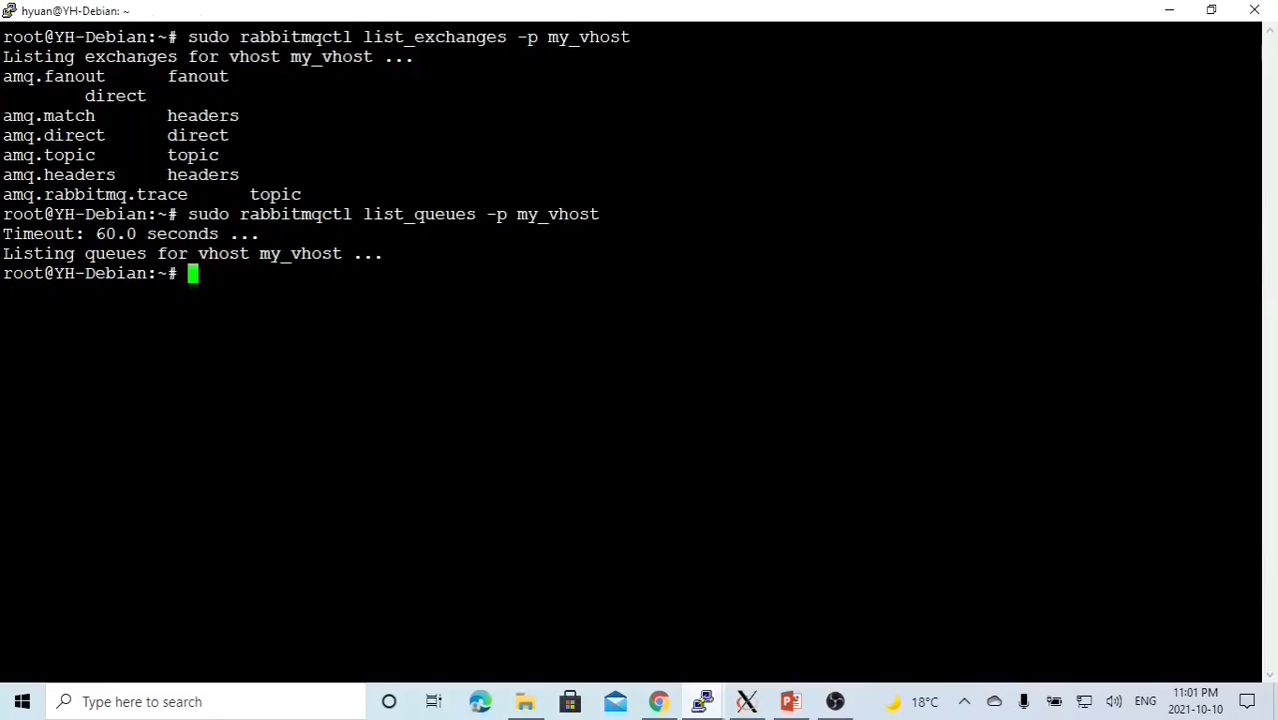 hyuan@YH-Debian: ~
root@YH-Debian:~# sudo rabbitmqctl list_exchanges -p my_vhost
Listing exchanges for vhost my_vhost ...
amq.fanout      fanout
        direct
amq.match       headers
amq.direct      direct
amq.topic       topic
amq.headers     headers
amq.rabbitmq.trace      topic
root@YH-Debian:~# sudo rabbitmqctl list_queues -p my_vhost
Timeout: 60.0 seconds ...
Listing queues for vhost my_vhost ...
root@YH-Debian:~#
Type here to search
18°C
ENG
11:01 PM
2021-10-10